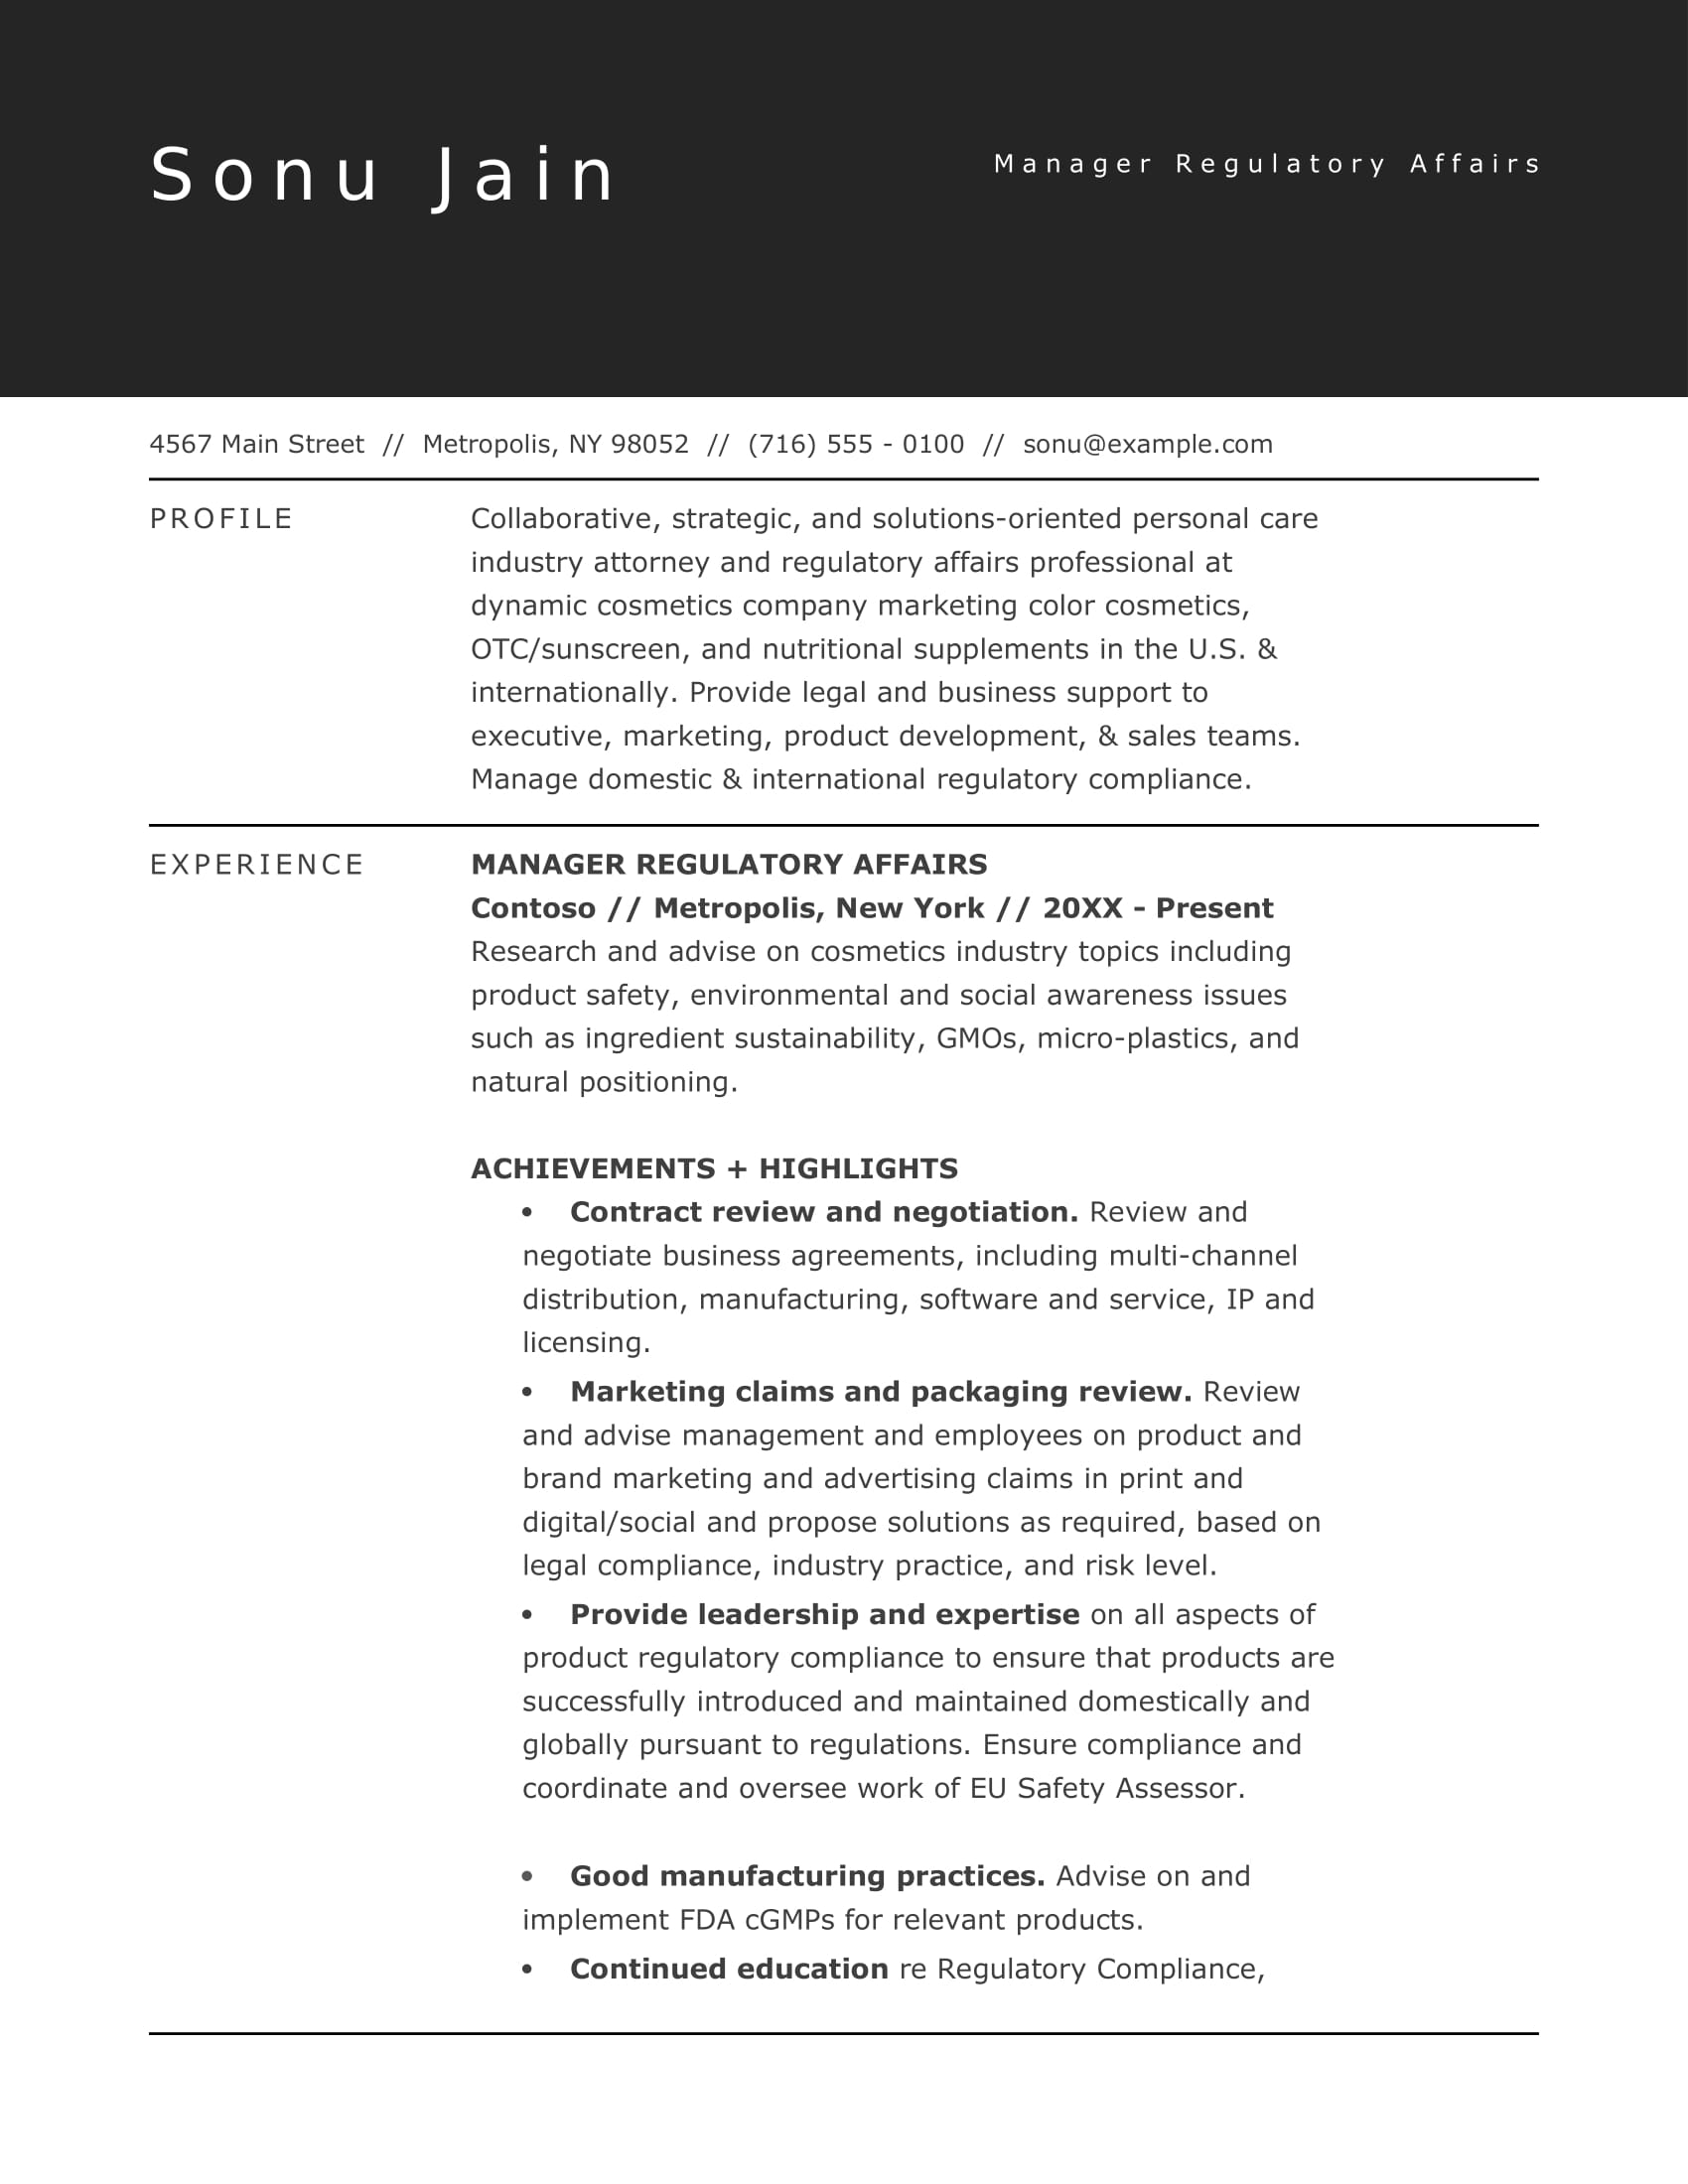 Sonu Jain
Manager Regulatory Affairs
4567 Main Street // Metropolis, NY 98052 // (716) 555 - 0100 // sonu@example.com
PROFILE
Collaborative, strategic, and solutions-oriented personal care
industry attorney and regulatory affairs professional at
dynamic cosmetics company marketing color cosmetics,
OTC/sunscreen, and nutritional supplements in the U.S. &
internationally. Provide legal and business support to
executive, marketing, product development, & sales teams.
Manage domestic & international regulatory compliance.
EXPERIENCE
MANAGER REGULATORY AFFAIRS
Contoso // Metropolis, New York // 20XX - Present
Research and advise on cosmetics industry topics including
product safety, environmental and social awareness issues
such as ingredient sustainability, GMOs, micro-plastics, and
natural positioning.
ACHIEVEMENTS + HIGHLIGHTS
• Contract review and negotiation. Review and
negotiate business agreements, including multi-channel
distribution, manufacturing, software and service, IP and
licensing.
• Marketing claims and packaging review. Review
and advise management and employees on product and
brand marketing and advertising claims in print and
digital/social and propose solutions as required, based on
legal compliance, industry practice, and risk level.
• Provide leadership and expertise on all aspects of
product regulatory compliance to ensure that products are
successfully introduced and maintained domestically and
globally pursuant to regulations. Ensure compliance and
coordinate and oversee work of EU Safety Assessor.
• Good manufacturing practices. Advise on and
implement FDA cGMPs for relevant products.
• Continued education re Regulatory Compliance,